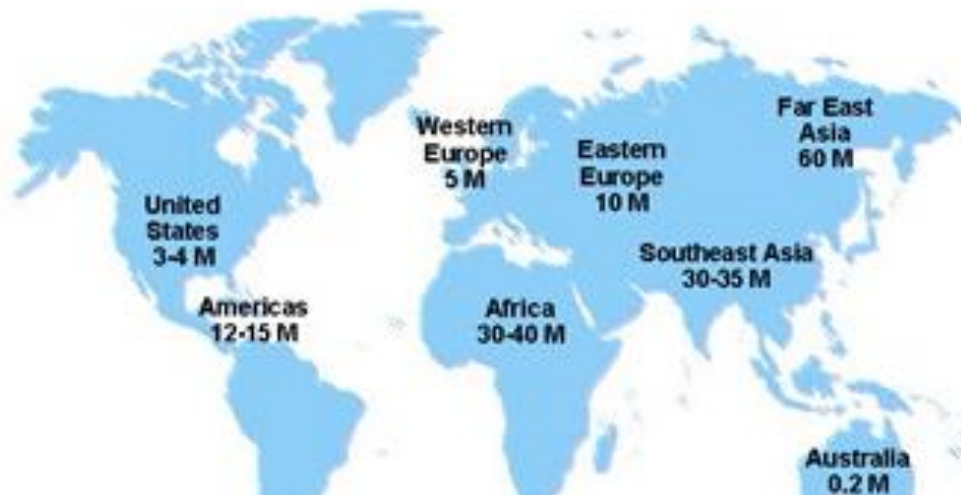 Western
Europe
5 M
Eastern
Europe
10 M
Far East
Asia
60 M
United
States
3-4 M
Southeast Asia
30-35 M
Americas
12-15 M
Africa
30-40 M
Australia
0.2 M